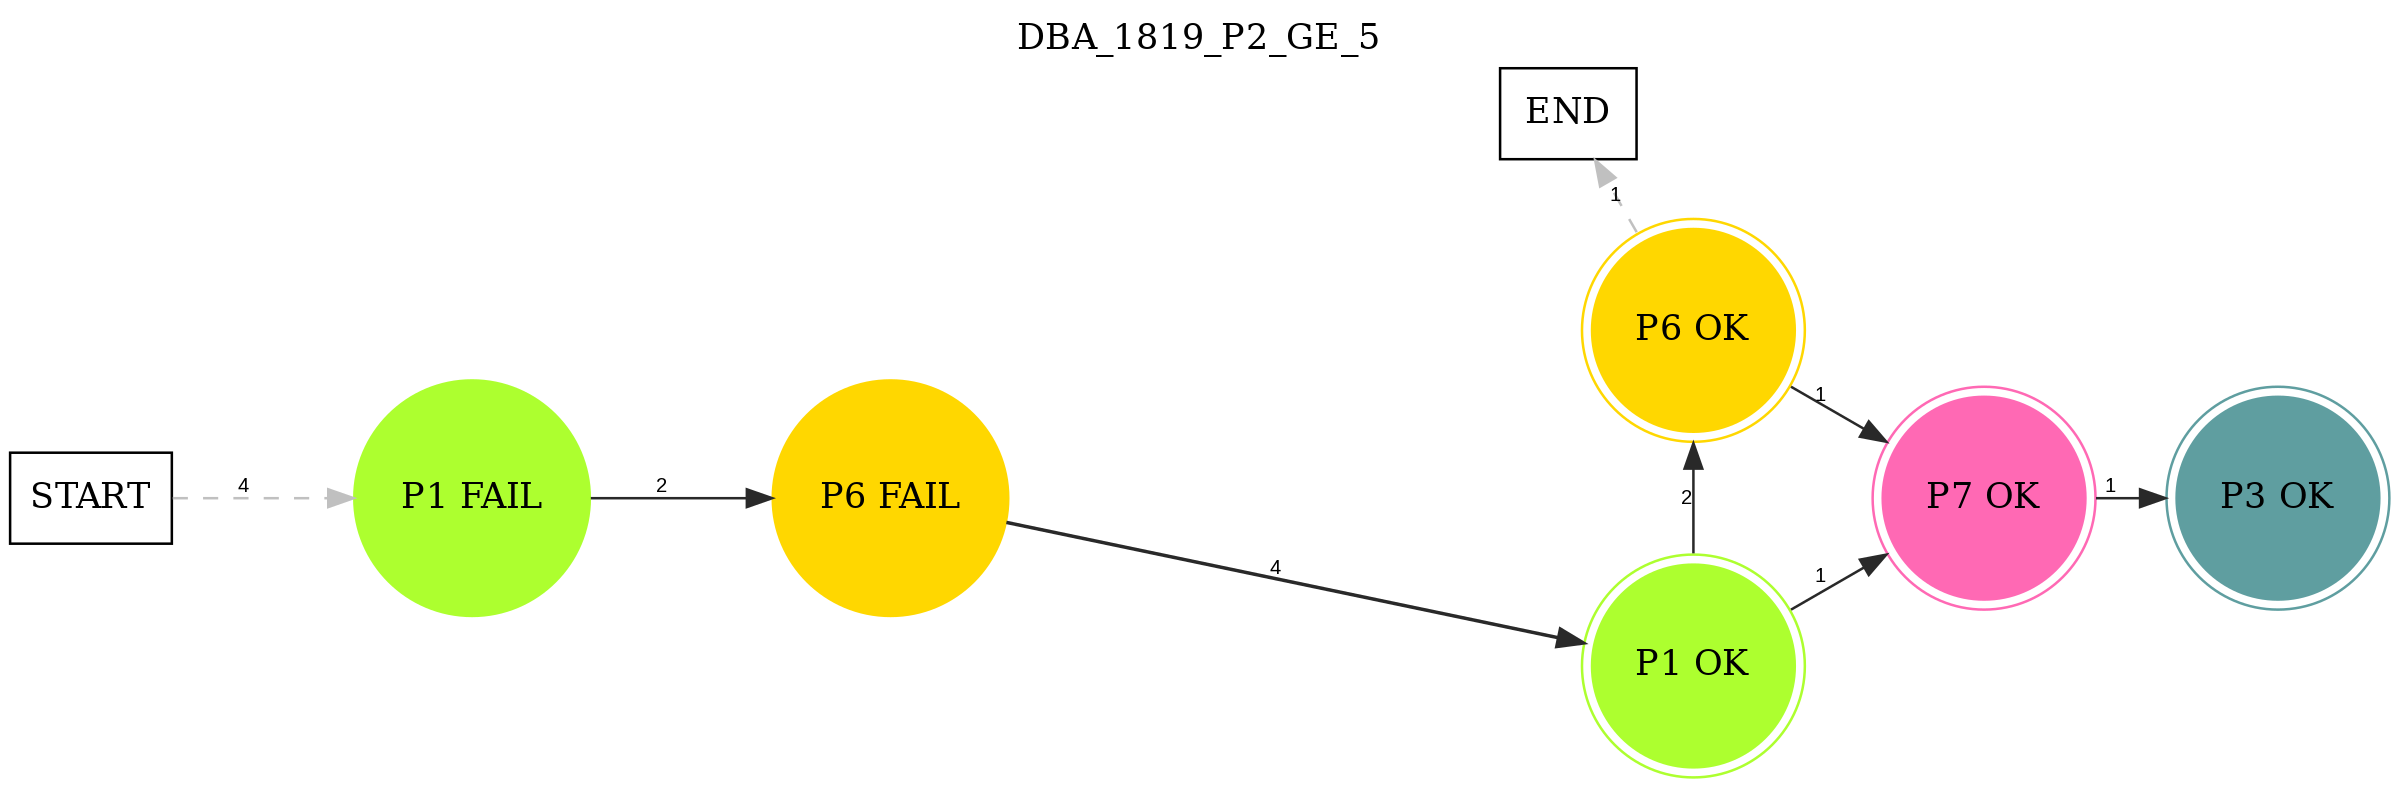 DBA_1819_P2_GE_5
END
1
P6 OK
1
START
4
P1 FAIL
2
P6 FAIL
4
2
P7 OK
1
P3 OK
1
P1 OK